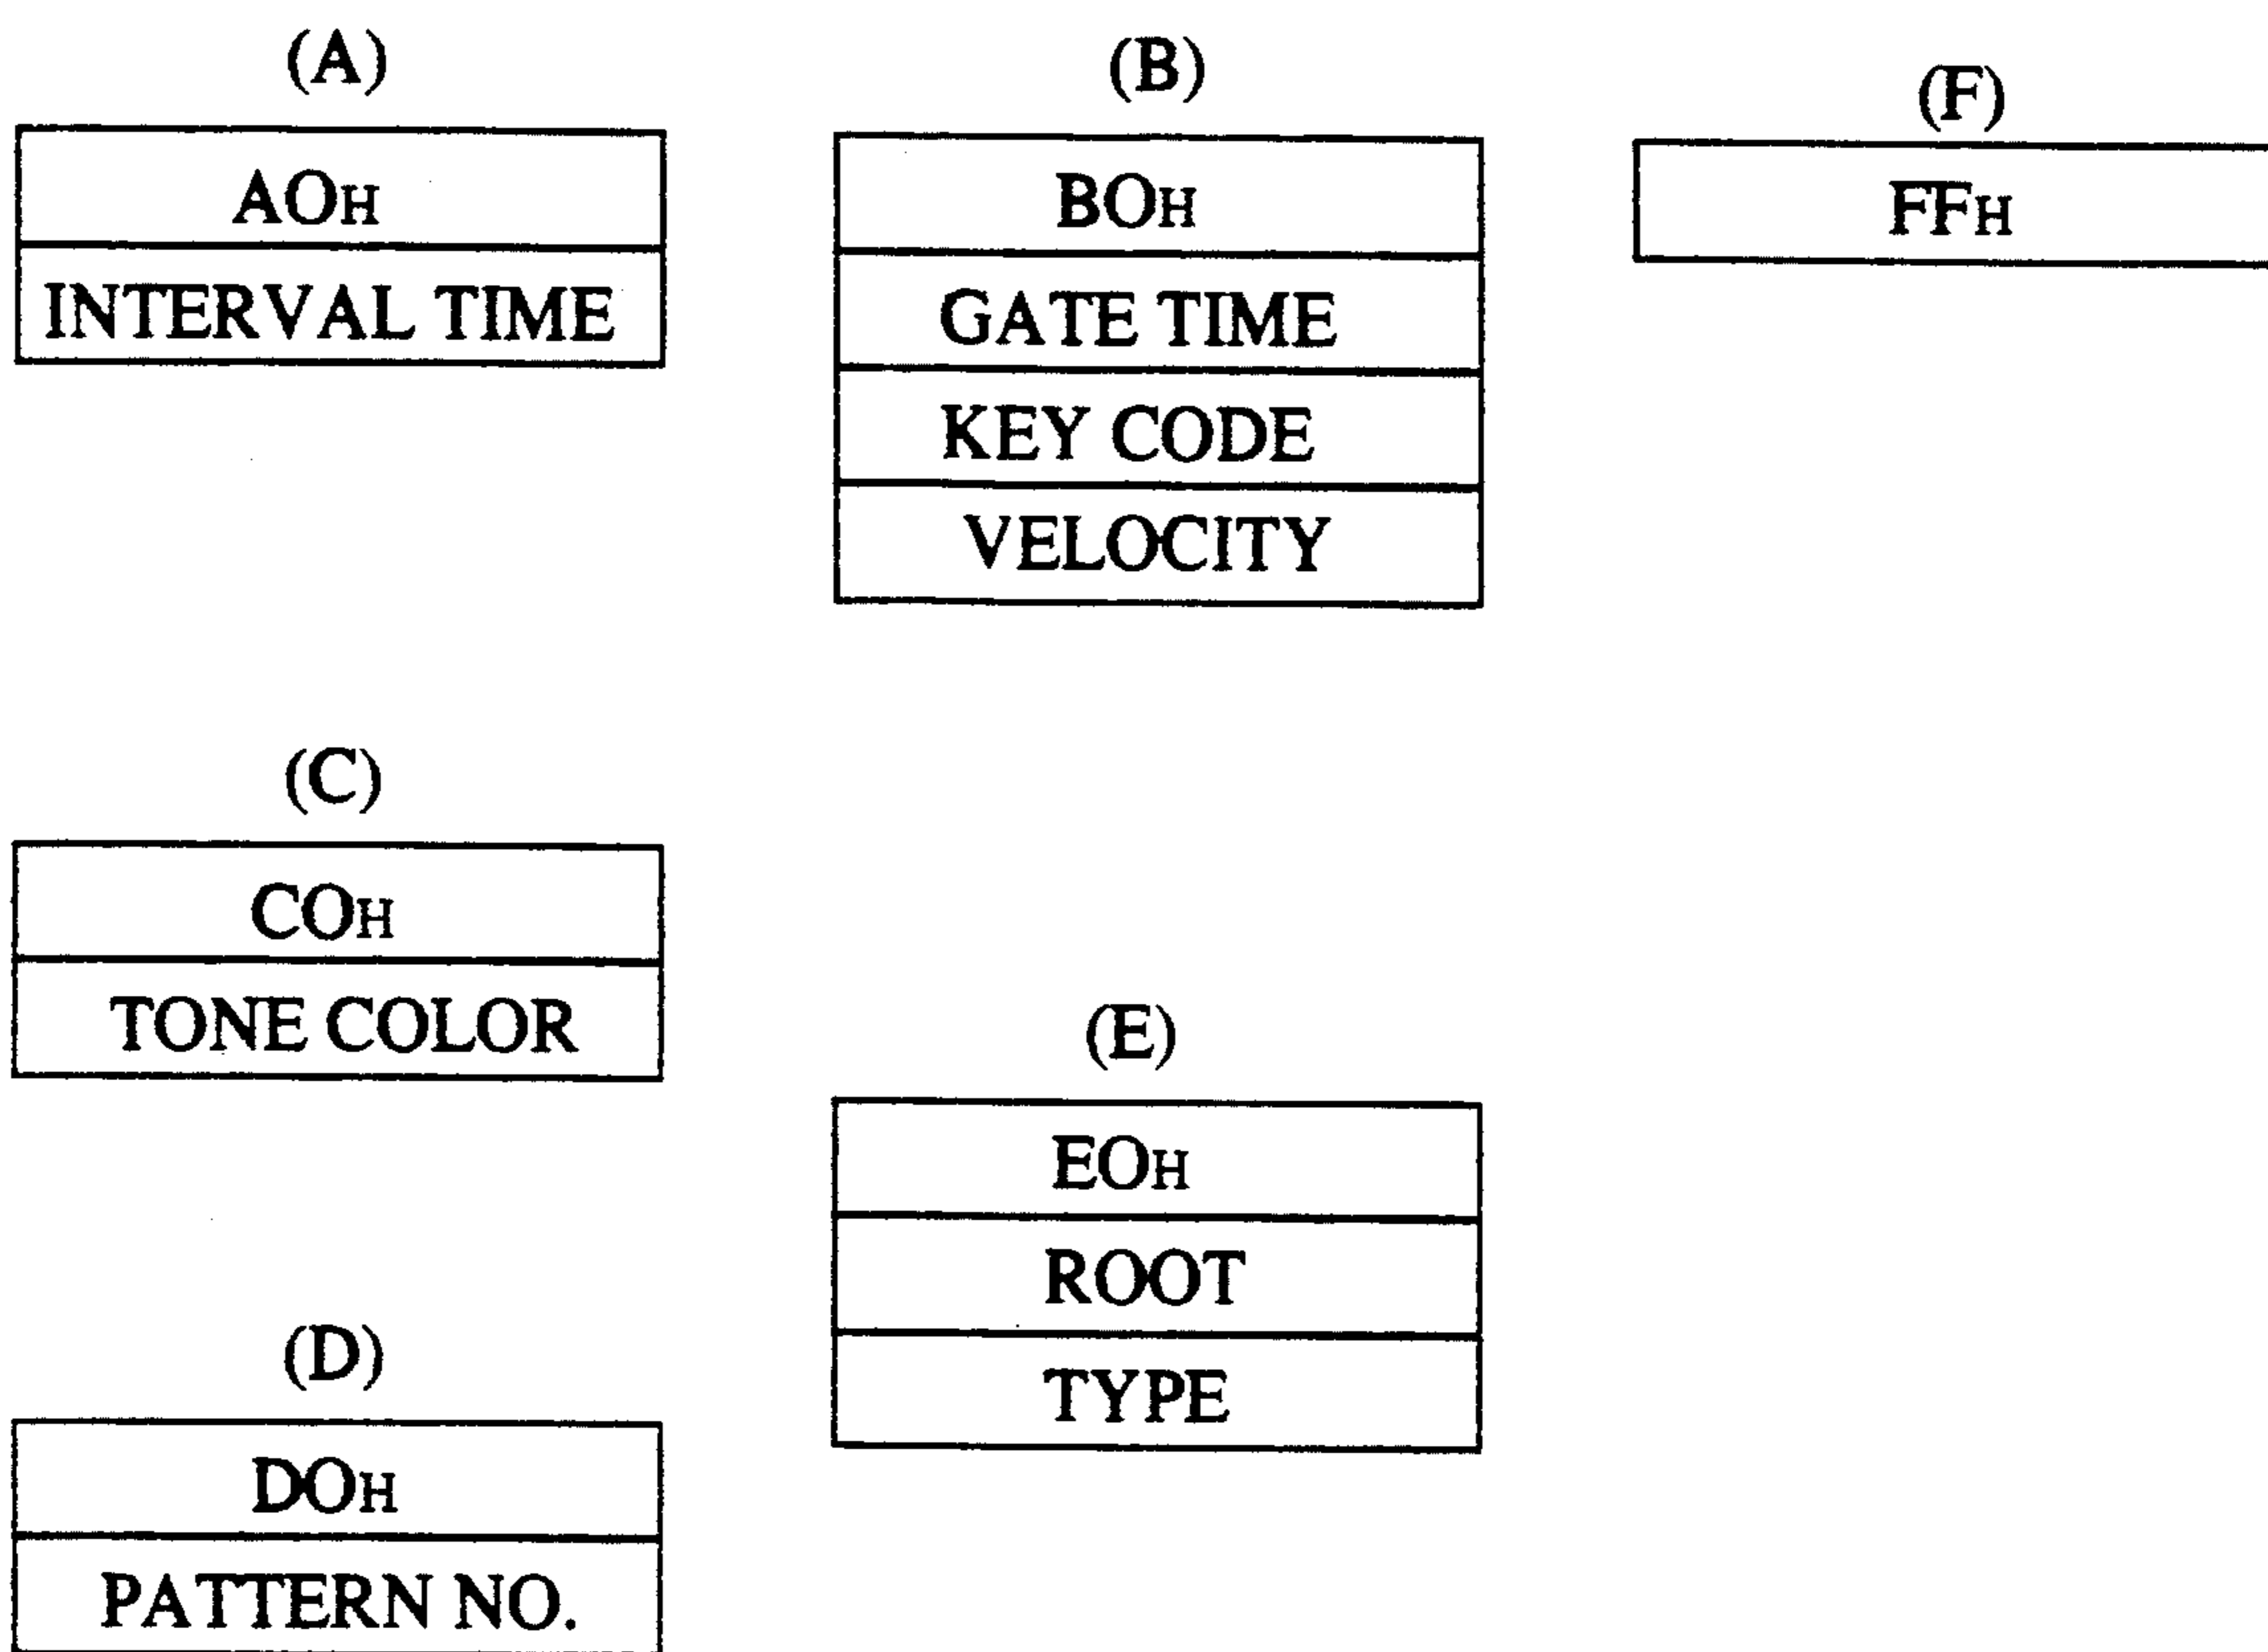 (A)
AOH
INTERVAL TIME
(B)
BOH
GATE TIME
KEY CODE
VELOCITY
(F)
FFH
(C)
COH
TONE COLOR
(D)
DOH
PATTERN NO.
(E)
EOH
ROOT
TYPE